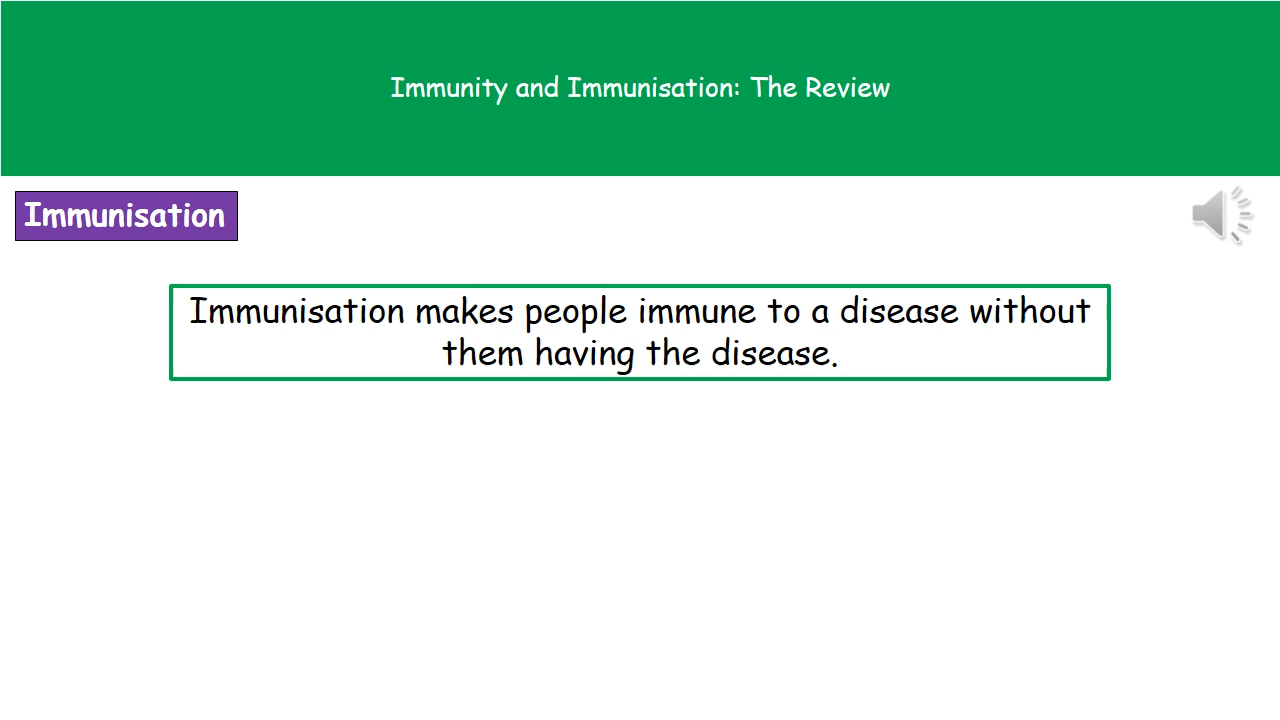 Immunity and Immunisation: The Review
Immunisation
Immunisation makes people immune to a disease without
them having the disease.